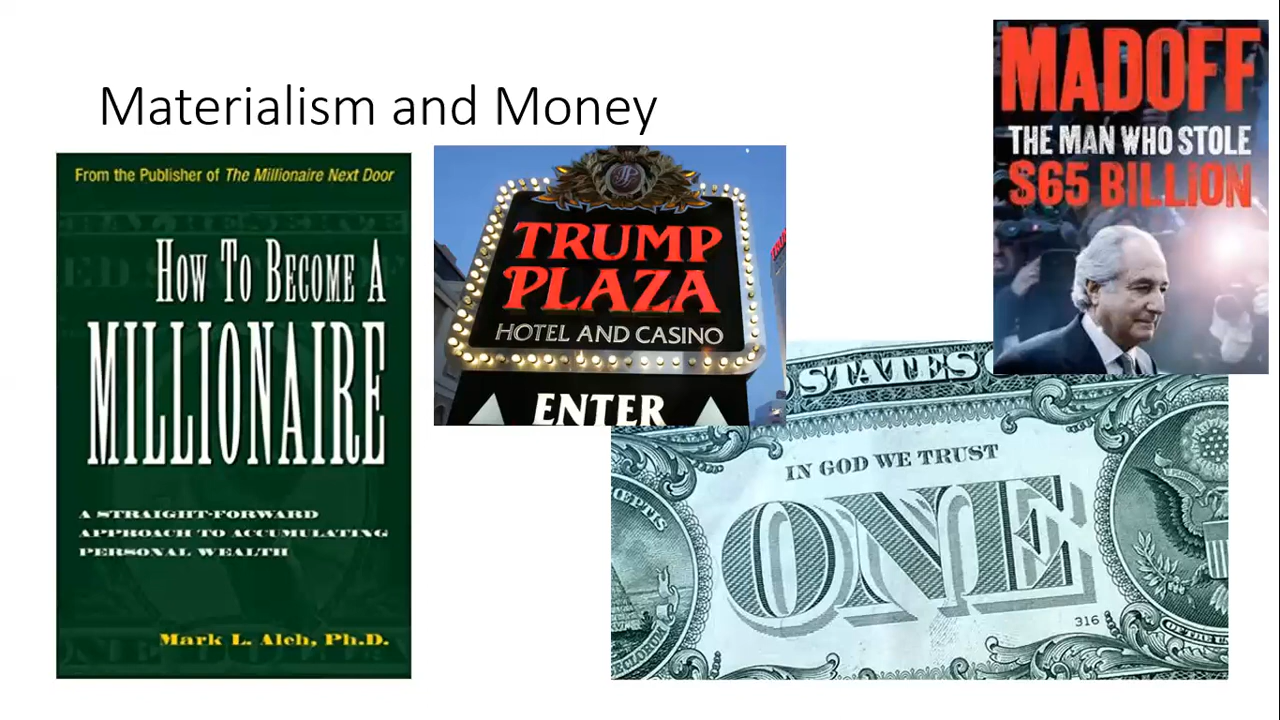 Materialism and Money
From the Publisher of The Millionaire Next Door
HOW TO BECOME A
MILLIONAIRE
A STRAIGHT-FORWARD
APPROACH TO ACCUMULATING
PERSONAL WEALTH
Mark L. Alch, Ph.D.
TRUMP
PLAZA
HOTEL AND CASINO
ENTER
MADOFF
THE MAN WHO STOLE
$65 BILLION
STATES
IN GOD WE TRUST
ONE
316